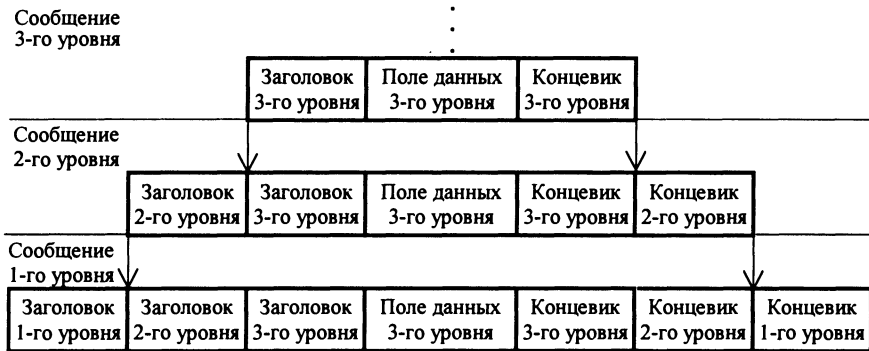 Сообщение
3-го уровня
Заголовок Поле данных Концевик
3-го уровня 3-го уровня 3-го уровня
Сообщение
2-го уровня
Заголовок Заголовок Поле данных Концевик Концевик
2-го уровня 3-го уровня 3-го уровня 3-го уровня 2-го уровня
Сообщение
1-го уровня
Заголовок Заголовок Заголовок Поле данных Концевик Концевик Концевик
1-го уровня 2-го уровня 3-го уровня 3-го уровня 3-го уровня 2-го уровня 1-го уровня